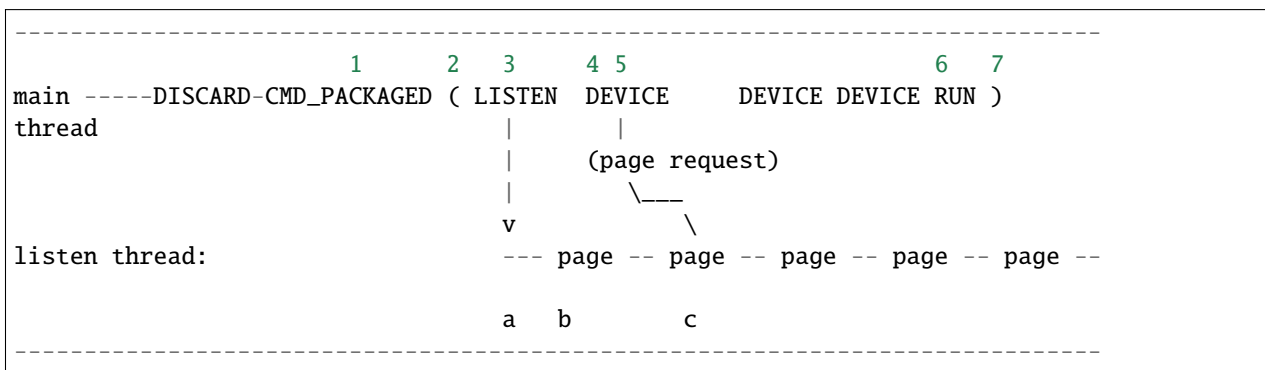 ------------------------------------------------------------------------------
                        1      2   3     4 5                      6   7
main -----DISCARD-CMD_PACKAGED ( LISTEN  DEVICE     DEVICE DEVICE RUN )
thread                             |       |
                                   |     (page request)
                                   |        \___
                                   v            \
listen thread:                     --- page -- page -- page -- page -- page --

                                   a   b        c
------------------------------------------------------------------------------